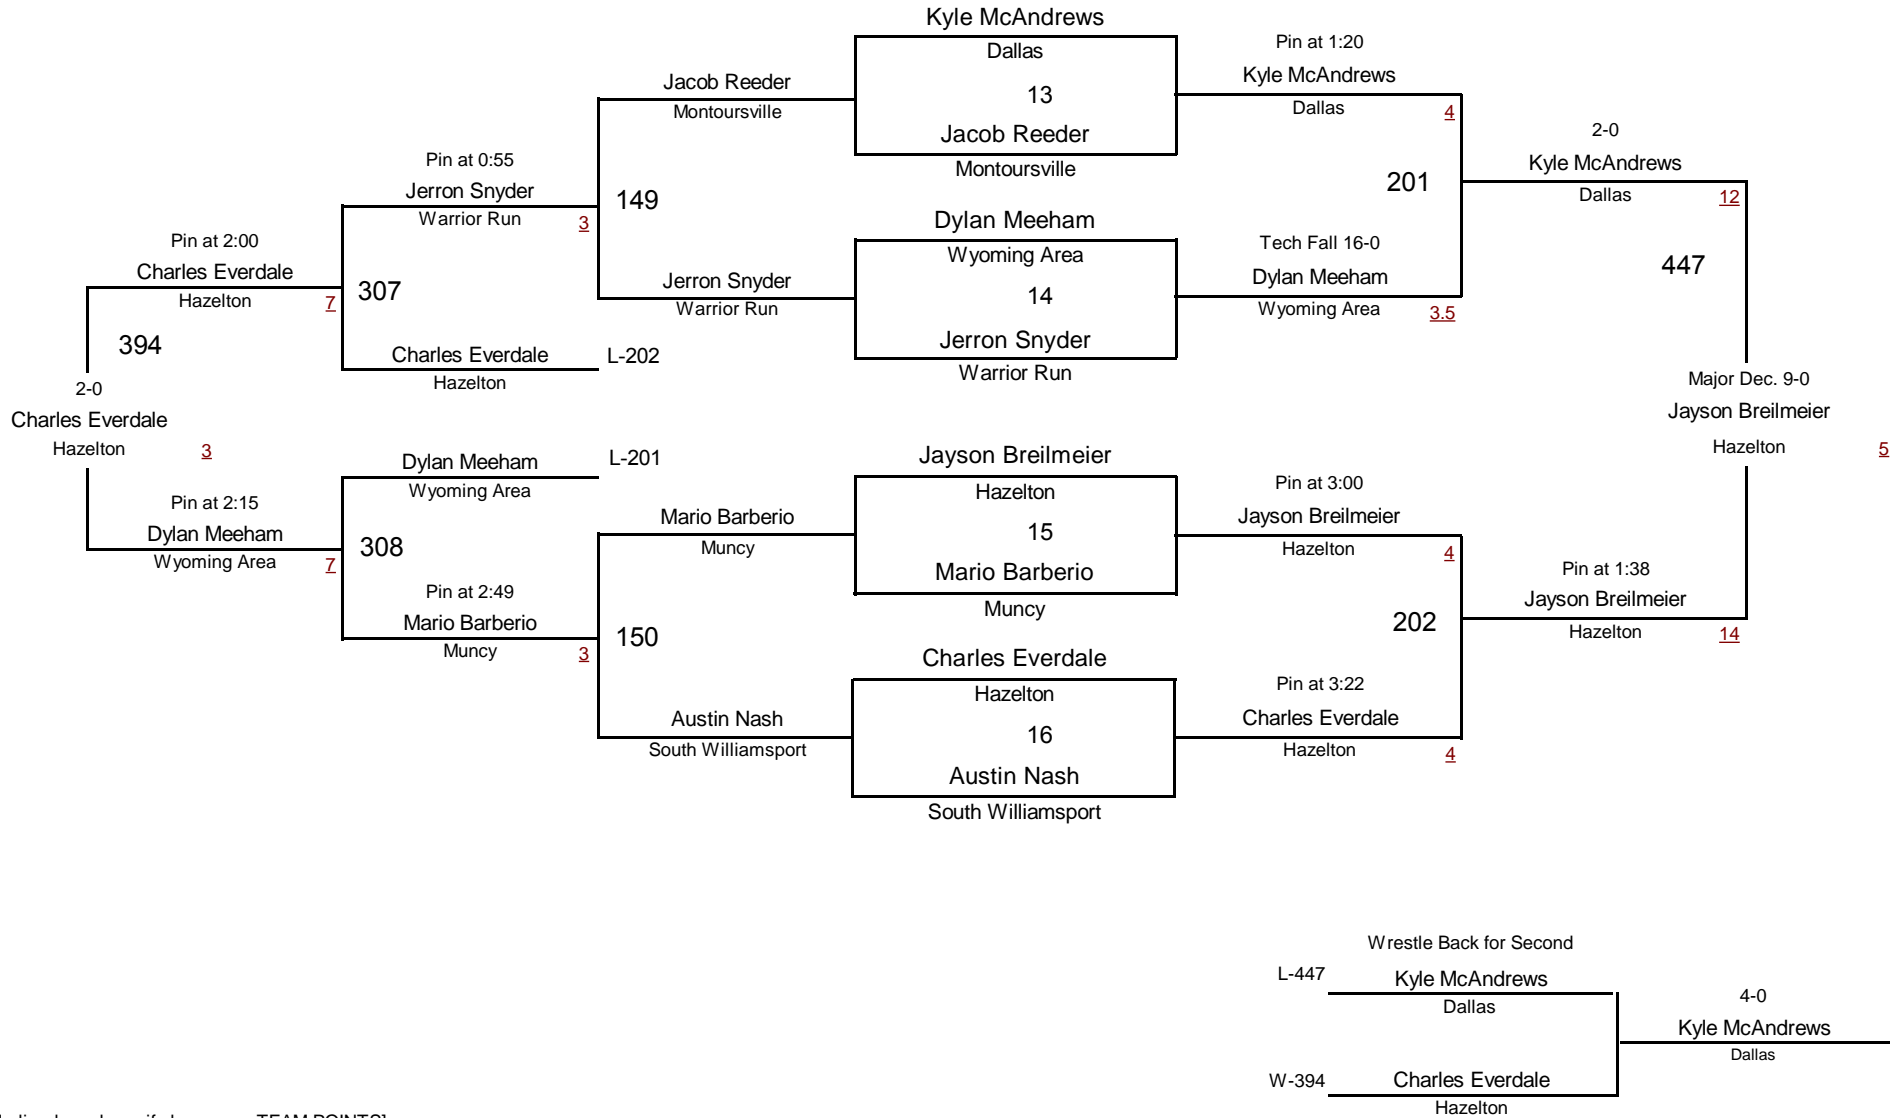 Kyle McAndrews
Dallas
13
Jacob Reeder
Montoursville
Dylan Meeham
Wyoming Area
14
Jerron Snyder
Warrior Run
Jayson Breilmeier
Hazelton
15
Mario Barberio
Muncy
Charles Everdale
Hazelton
16
Austin Nash
South Williamsport
Pin at 1:20
Kyle McAndrews
Dallas
4
201
Tech Fall 16-0
Dylan Meeham
Wyoming Area
3.5
Pin at 3:00
Jayson Breilmeier
Hazelton
4
202
Pin at 3:22
Charles Everdale
Hazelton
4
2-0
Kyle McAndrews
Dallas
12
447
Pin at 1:38
Jayson Breilmeier
Hazelton
14
Major Dec. 9-0
Jayson Breilmeier
Hazelton
5
Jacob Reeder
Montoursville
149
Jerron Snyder
Warrior Run
Mario Barberio
Muncy
150
Austin Nash
South Williamsport
Pin at 0:55
Jerron Snyder
Warrior Run
3
307
Charles Everdale
L-202
Hazelton
Dylan Meeham
L-201
Wyoming Area
308
Pin at 2:49
Mario Barberio
Muncy
3
Pin at 2:00
Charles Everdale
Hazelton
7
394
Pin at 2:15
Dylan Meeham
Wyoming Area
7
2-0
Charles Everdale
Hazelton
3
Wrestle Back for Second
L-447
Kyle McAndrews
Dallas
W-394
Charles Everdale
Hazelton
4-0
Kyle McAndrews
Dallas
TEAM POINTS]